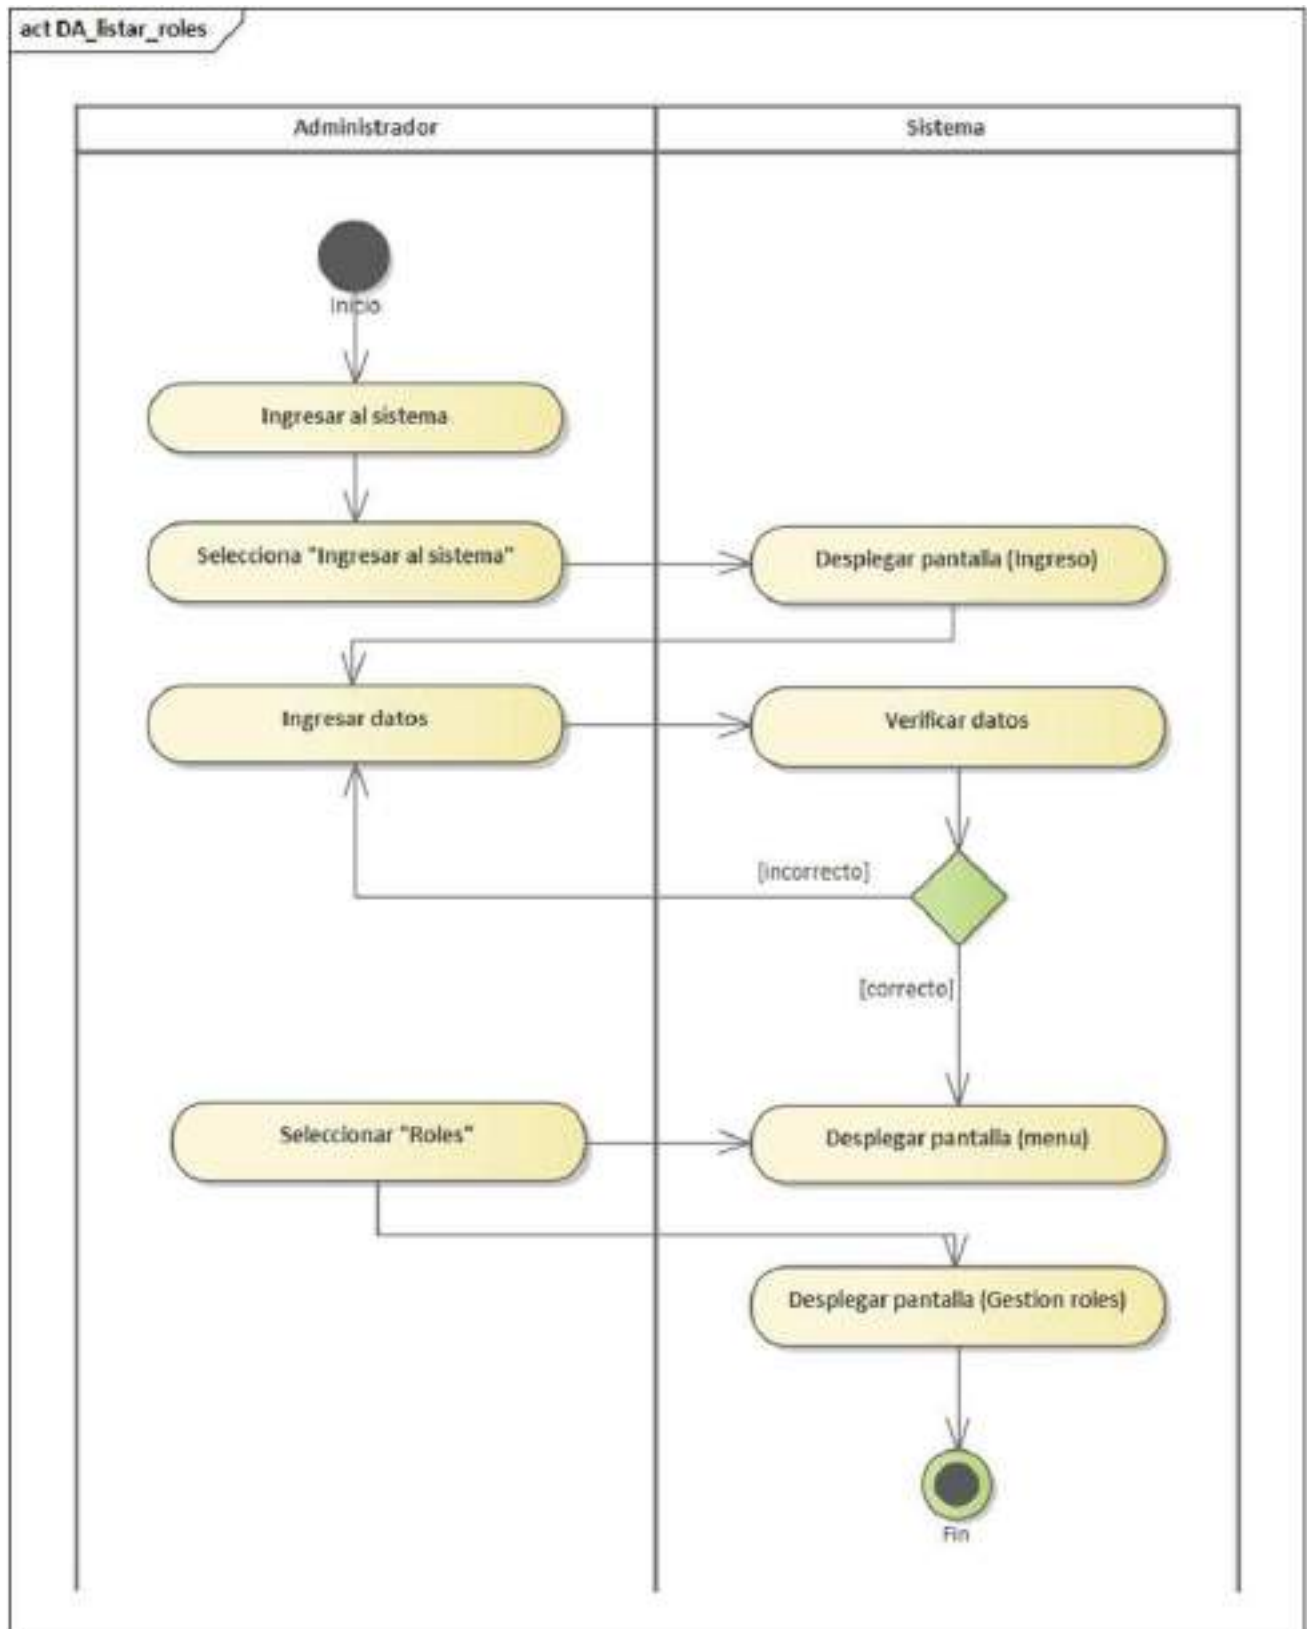 act DA_listar_roles
Administrador
Sistema
Inicio
Ingresar al sistema
Selecciona "Ingresar al sistema"
Desplegar pantalla (Ingreso)
Ingresar datos
Verificar datos
[incorrecto]
[correcto]
Seleccionar "Roles"
Desplegar pantalla (menu)
Desplegar pantalla (Gestion roles)
Fin